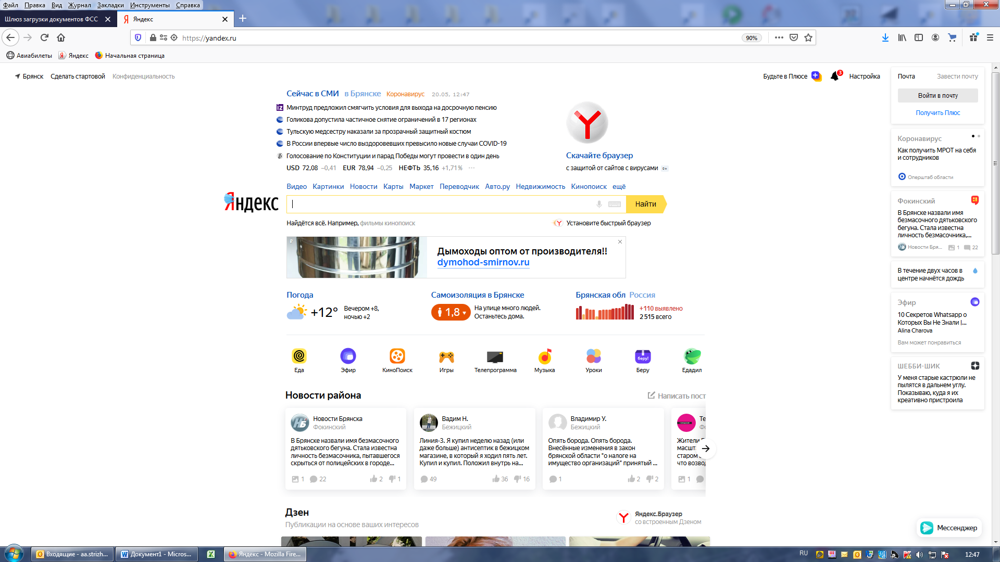 Файл Правка Вид Журнал Закладки Инструменты Справка
Шлюз загрузки документов ФСС
Яндекс
https://yandex.ru
90%
Авиабилеты Яндекс Начальная страница
Брянск Сделать стартовой Конфиденциальность
Будьте в Плюсе 3 Настройка
Сейчас в СМИ в Брянске Коронавирус 20.05, 12:47
Минтруд предложил смягчить условия для выхода на досрочную пенсию
Голикова допустила частичное снятие ограничений в 17 регионах
Тульскую медсестру наказали за прозрачный защитный костюм
В России впервые число выздоровевших превысило новые случаи COVID-19
Голосование по Конституции и парад Победы могут провести в один день
USD 72,08 −0,41 EUR 78,94 −0,25 НЕФТЬ 35,16 +1,71% ···
Скачайте браузер
с защитой от сайтов с вирусами 0+
Видео Картинки Новости Карты Маркет Переводчик Авто.ру Недвижимость Кинопоиск ещё
Яндекс
Найти
Найдётся всё. Например, фильмы кинопоиск
Установите быстрый браузер
Дымоходы оптом от производителя!!
dymohod-smirnov.ru
Погода
+12°
Вечером +8,
ночью +2
Самоизоляция в Брянске
1,8
На улице много людей.
Останьтесь дома.
Брянская обл Россия
+110 выявлено
2 515 всего
Еда Эфир КиноПоиск Игры Телепрограмма Музыка Уроки Беру Едадил
беру!
Новости района
Написать пост
НБ
Новости Брянска
Фокинский
В Брянске назвали имя безмасочного
дятьковского бегуна. Стала известна
личность безмасочника, пытавшегося
скрыться от полицейских в городе...
1 22 2 1
Вадим Н.
Бежицкий
Линия-3. Я купил неделю назад (или
даже больше) антисептик в бежицком
магазине, в который я ходил пять лет.
Купил и купил. Положил внутрь на...
49 36 16
Владимир У.
Бежицкий
Опять борода. Опять борода.
Внесённые изменения в закон
брянской области "о налоге на
имущество организаций" принятый ...
1 2 2
Жители
масшт
старом
что возво
1
Дзен
Публикации на основе ваших интересов
Яндекс.Браузер
со встроенным Дзеном
Почта Завести почту
Войти в почту
Получить Плюс
Коронавирус
Как получить МРОТ на себя
и сотрудников
Оперштаб области
Фокинский
В Брянске назвали имя
безмасочного дятьковского
бегуна. Стала известна
личность безмасочника,...
Новости Бря... 1 22
В течение двух часов в
центре начнётся дождь
Эфир
10 Секретов Whatsapp о
Которых Вы Не Знали |...
Alina Charova
Вам может понравиться
ШЕББИ-ШИК
У меня старые кастрюли не
пылятся в дальнем углу.
Показываю, куда я их
креативно пристроила
Мессенджер
Входящие - aa.strizh...
Документ1 - Micros...
Яндекс - Mozilla Fire...
RU
12:47